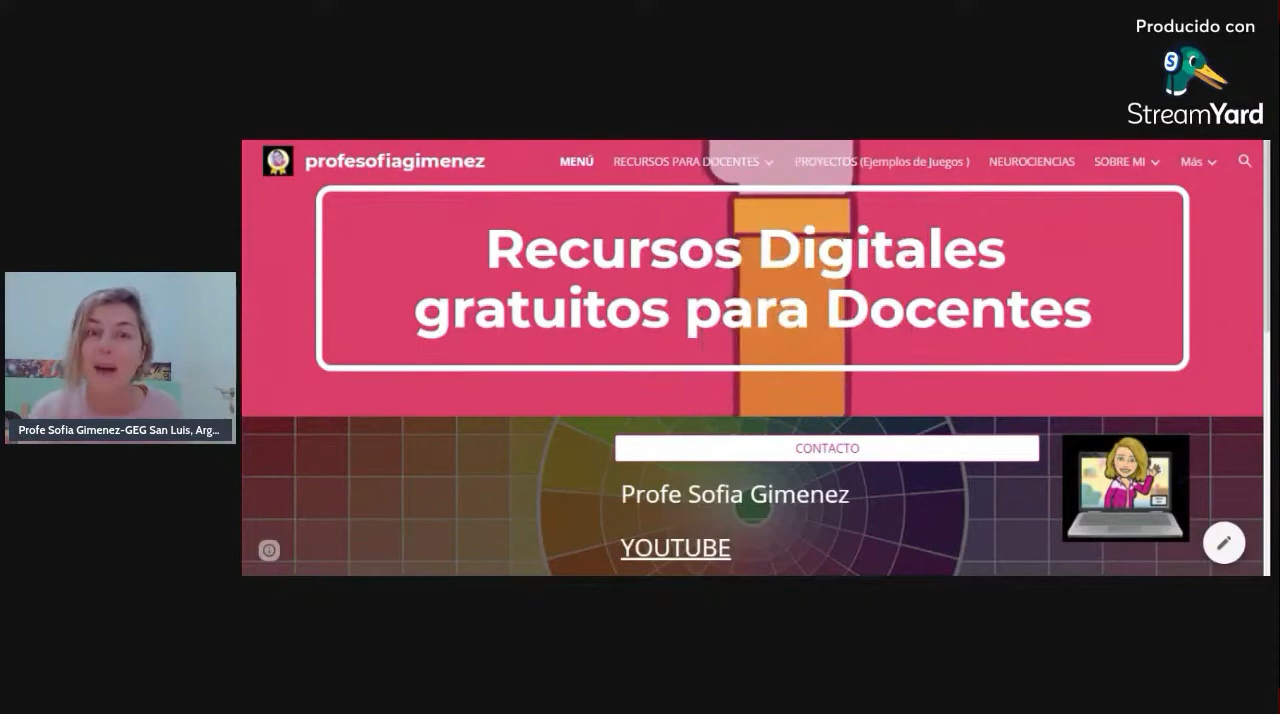 Producido con
StreamYard
profesofiagimenez
MENÚ RECURSOS PARA DOCENTES PROYECTOS (Ejemplos de Juegos ) NEUROCIENCIAS SOBRE MI Más
Recursos Digitales
gratuitos para Docentes
Profe Sofia Gimenez-GEG San Luis, Arg...
CONTACTO
Profe Sofia Gimenez
YOUTUBE